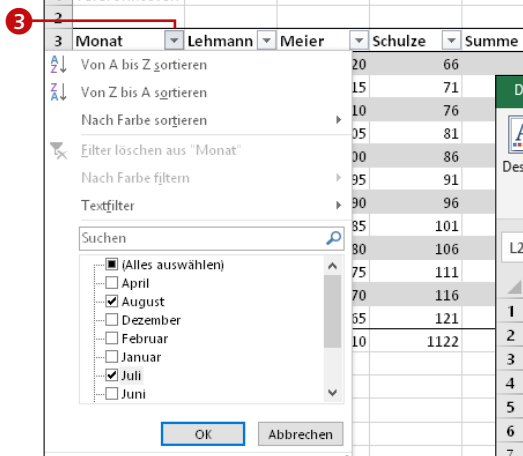 3
2
3 Monat Lehmann Meier Schulze Summe
Von A bis Z sortieren
Von Z bis A sortieren
Nach Farbe sortieren
Filter löschen aus "Monat"
Nach Farbe filtern
Textfilter
Suchen
(Alles auswählen)
April
August
Dezember
Februar
Januar
Juli
Juni
OK Abbrechen
20 66
15 71
10 76
05 81
00 86
95 91
90 96
85 101
80 106
75 111
70 116
65 121
10 1122
D
A
Des
L2
1
2
3
4
5
6
7